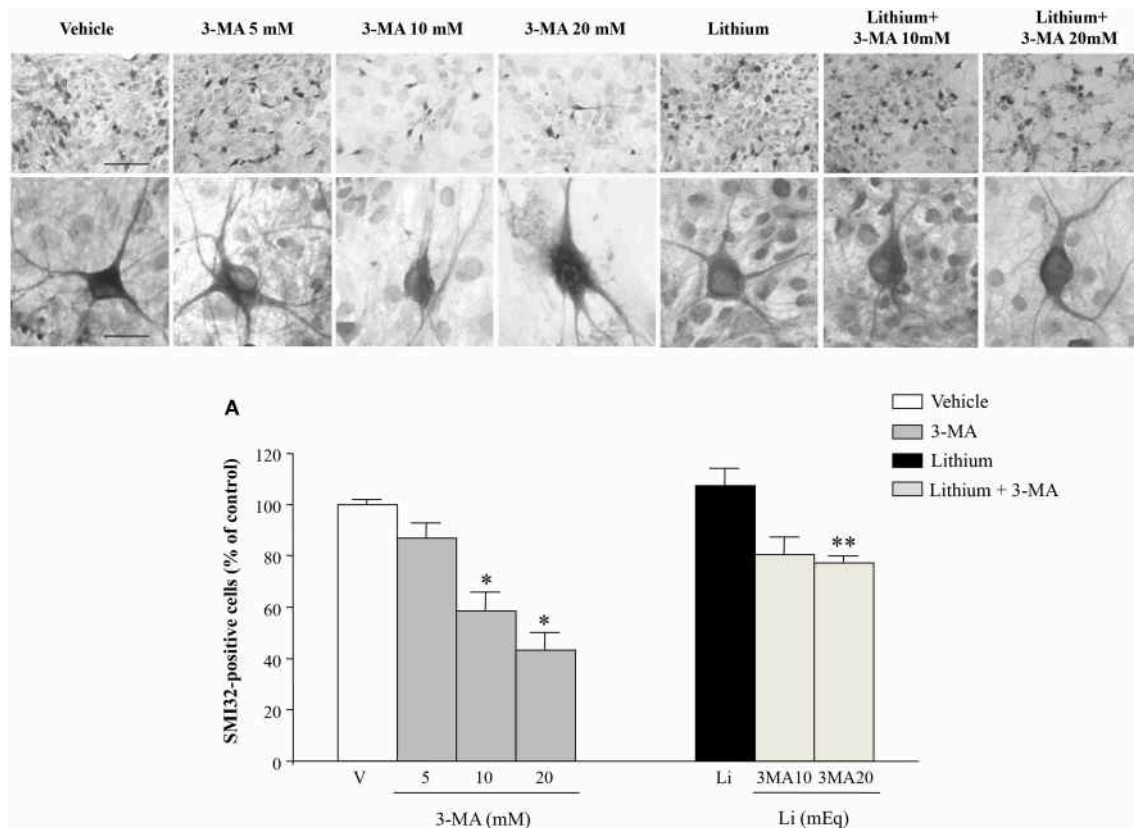 Vehicle
3-MA 5 mM
3-MA 10 mM
3-MA 20 mM
Lithium
Lithium+
3-MA 10mM
Lithium+
3-MA 20mM
A
Vehicle
3-MA
Lithium
Lithium + 3-MA
SMI32-positive cells (% of control)
120
100
80
60
40
20
0
*
*
**
V
5
10
20
Li
3MA10
3MA20
3-MA (mM)
Li (mEq)